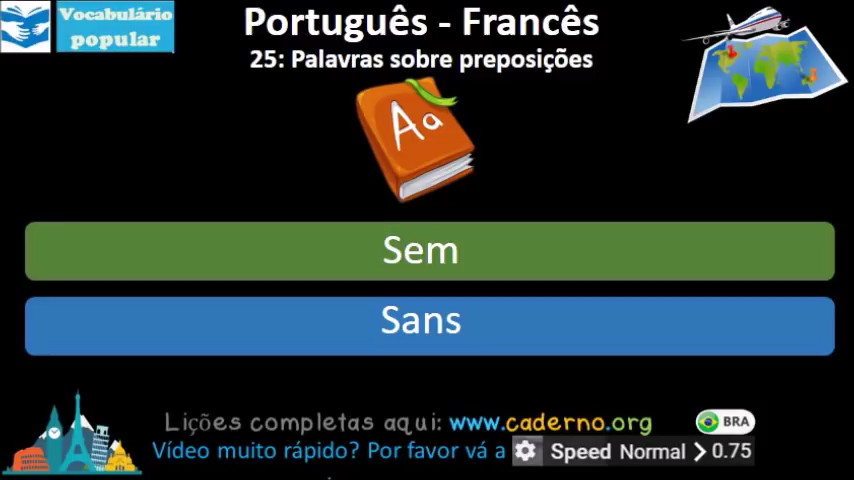 Vocabulário
popular
Português - Francês
25: Palavras sobre preposições
Aa
Sem
Sans
Lições completas aqui: www.caderno.org
BRA
Vídeo muito rápido? Por favor vá a Speed Normal > 0.75